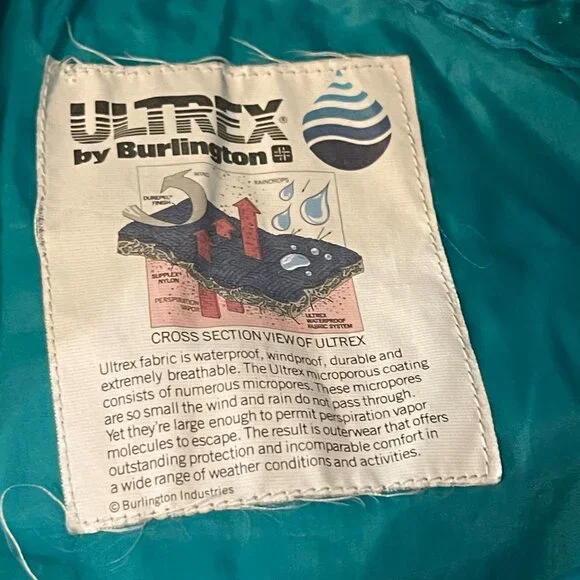 ULTREX®
by Burlington
WIND
RAINDROPS
DUREPEL™
FINISH
SUPPLEX®
NYLON
PERSPIRATION
VAPOR
ULTREX
WATERPROOF
FABRIC SYSTEM
CROSS SECTION VIEW OF ULTREX
Ultrex fabric is waterproof, windproof, durable and
extremely breathable. The Ultrex microporous coating
consists of numerous micropores. These micropores
are so small the wind and rain do not pass through.
Yet they're large enough to permit perspiration vapor
molecules to escape. The result is outerwear that offers
outstanding protection and incomparable comfort in
a wide range of weather conditions and activities.
© Burlington Industries